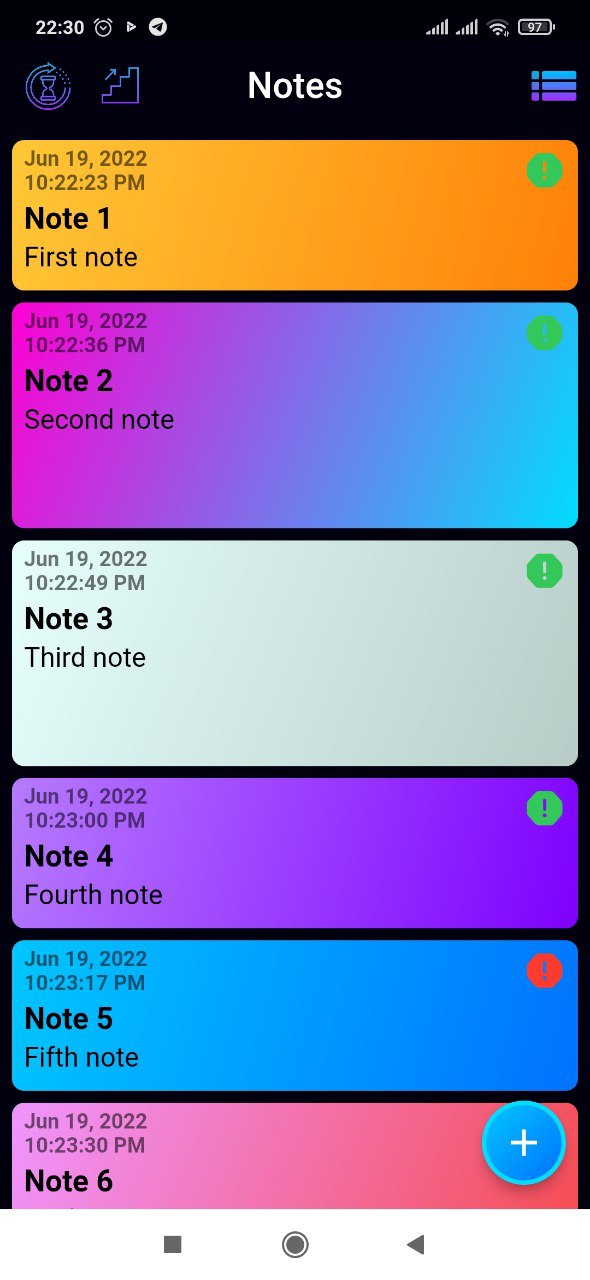 22:30
97
Notes
Jun 19, 2022
10:22:23 PM
Note 1
First note
Jun 19, 2022
10:22:36 PM
Note 2
Second note
Jun 19, 2022
10:22:49 PM
Note 3
Third note
Jun 19, 2022
10:23:00 PM
Note 4
Fourth note
Jun 19, 2022
10:23:17 PM
Note 5
Fifth note
Jun 19, 2022
10:23:30 PM
Note 6